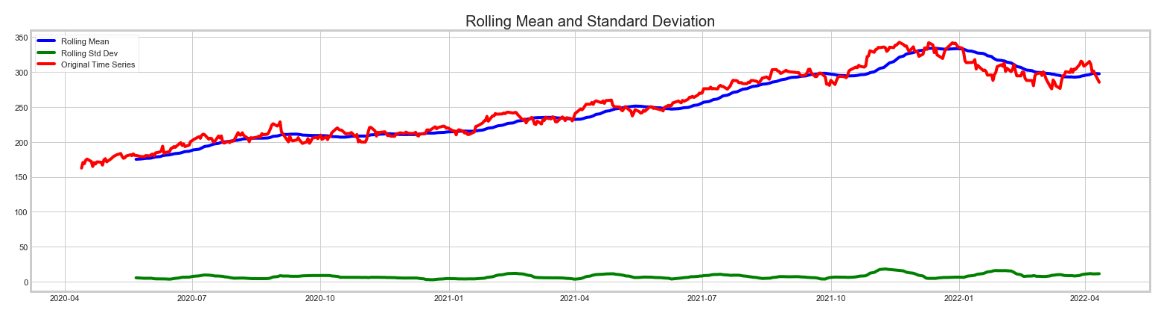 Rolling Mean and Standard Deviation
Rolling Mean
Rolling Std Dev
Original Time Series
350
300
250
200
150
100
50
0
2020-04 2020-07 2020-10 2021-01 2021-04 2021-07 2021-10 2022-01 2022-04